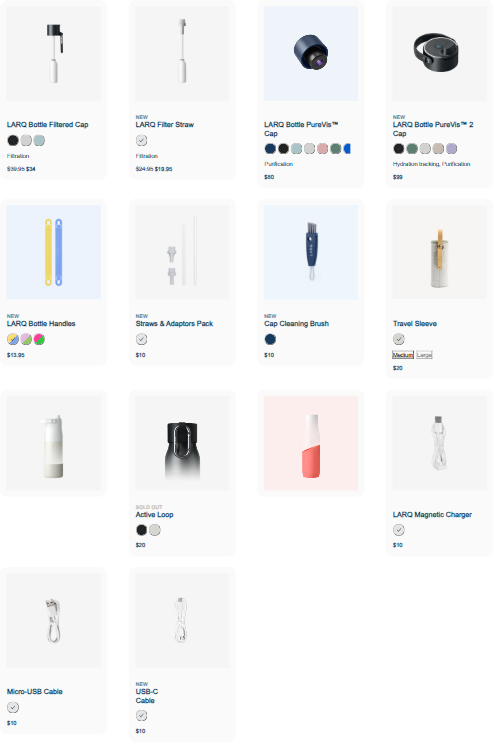 LARQ Bottle Filtered Cap
Filtration
$39.95 $34
NEW
LARQ Filter Straw
Filtration
$24.95 $19.95
LARQ Bottle PureVis™
Cap
Purification
$80
NEW
LARQ Bottle PureVis™ 2
Cap
Hydration tracking, Purification
$99
NEW
LARQ Bottle Handles
$13.95
NEW
Straws & Adaptors Pack
$10
NEW
Cap Cleaning Brush
$10
Travel Sleeve
Medium Large
$20
SOLD OUT
Active Loop
$20
LARQ Magnetic Charger
$10
Micro-USB Cable
$10
NEW
USB-C
Cable
$10